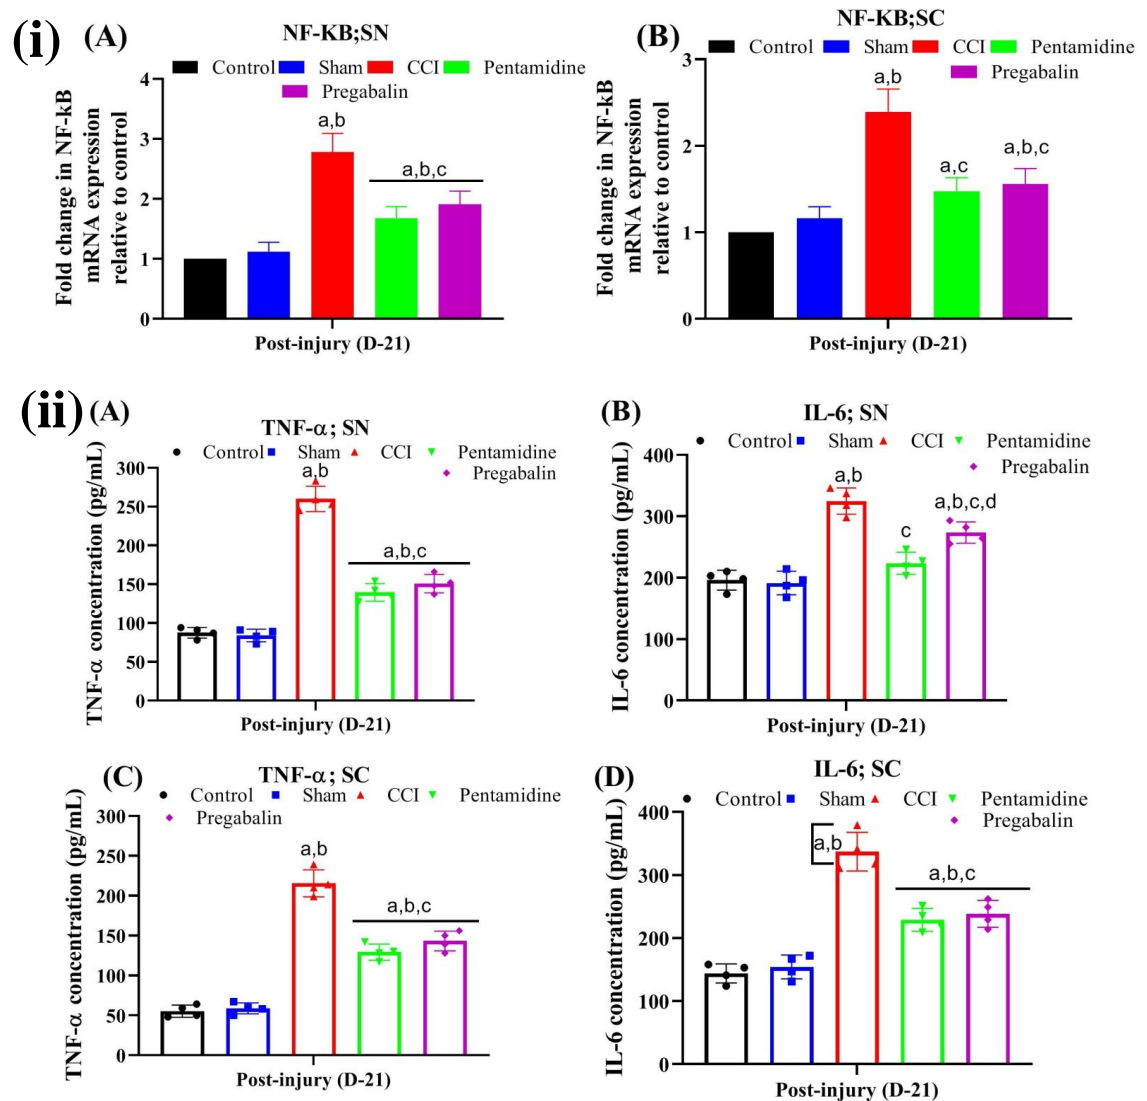 (i)
(A)
NF-KB;SN
Control Sham CCI Pentamidine
Pregabalin
Fold change in NF-kB
mRNA expression
relative to control
4
3
2
1
0
a,b
a,b,c
Post-injury (D-21)
(B)
NF-KB;SC
Control Sham CCI Pentamidine
Pregabalin
Fold change in NF-kB
mRNA expression
relative to control
3
2
1
0
a,b
a,c
a,b,c
Post-injury (D-21)
(ii)
(A)
TNF-α; SN
Control Sham CCI Pentamidine
Pregabalin
TNF-α concentration (pg/mL)
300
250
200
150
100
50
0
a,b
a,b,c
Post-injury (D-21)
(B)
IL-6; SN
Control Sham CCI Pentamidine
Pregabalin
IL-6 concentration (pg/mL)
400
300
200
100
0
a,b
c
a,b,c,d
Post-injury (D-21)
(C)
TNF-α; SC
Control Sham CCI Pentamidine
Pregabalin
TNF-α concentration (pg/mL)
300
250
200
150
100
50
0
a,b
a,b,c
Post-injury (D-21)
(D)
IL-6; SC
Control Sham CCI Pentamidine
Pregabalin
IL-6 concentration (pg/mL)
400
300
200
100
0
a,b
a,b,c
Post-injury (D-21)